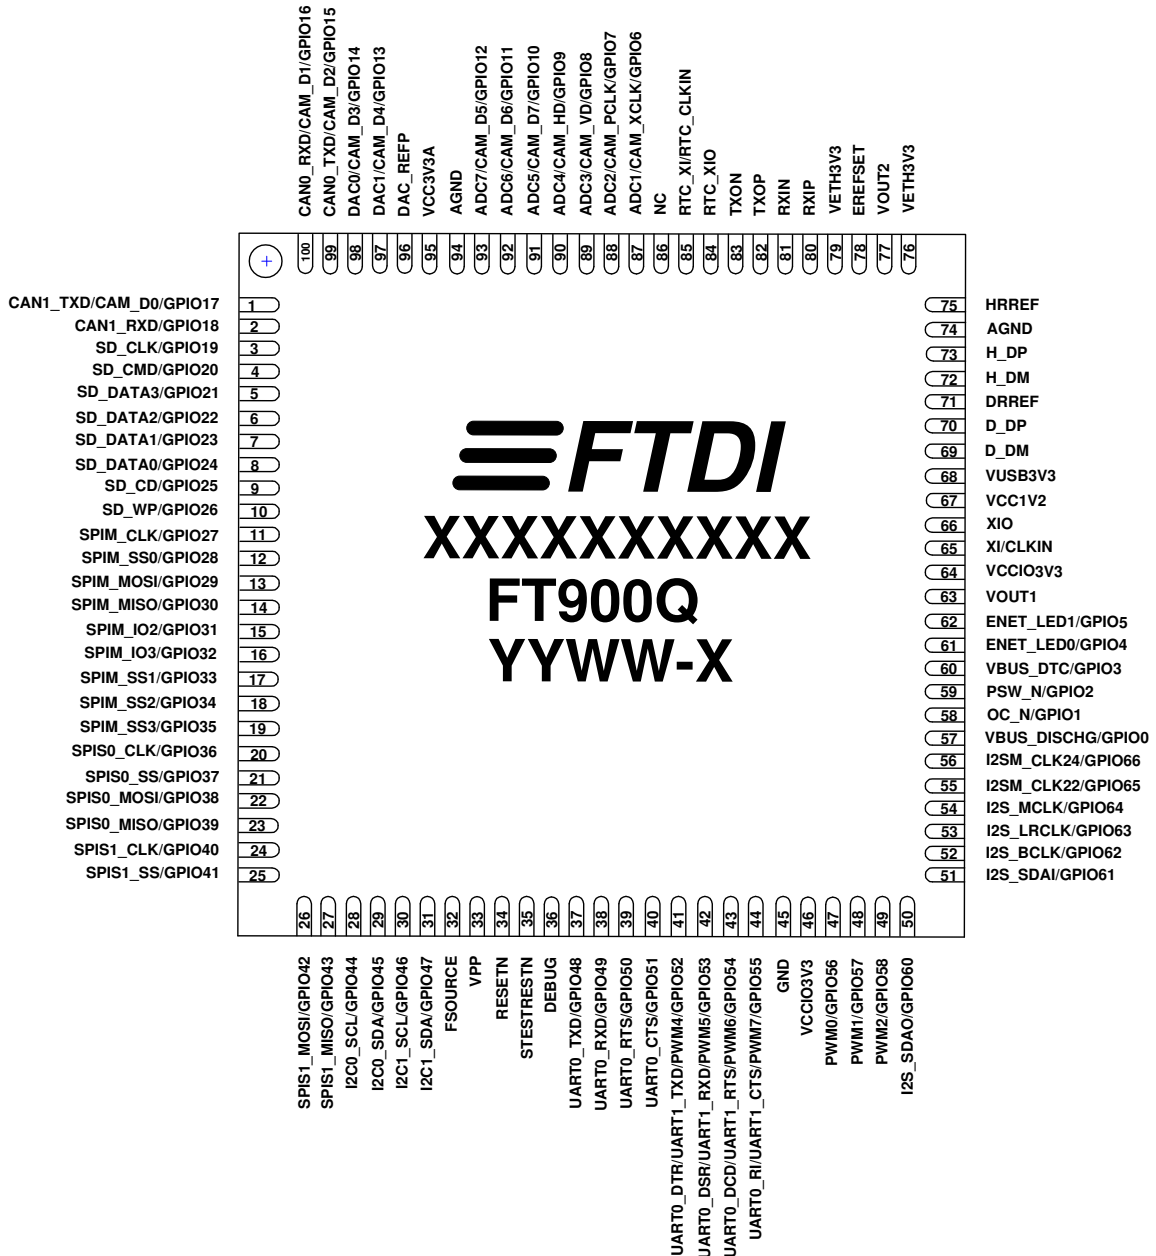 CAN0_RXD/CAM_D1/GPIO16
CAN0_TXD/CAM_D2/GPIO15
DAC0/CAM_D3/GPIO14
DAC1/CAM_D4/GPIO13
DAC_REFP
VCC3V3A
AGND
ADC7/CAM_D5/GPIO12
ADC6/CAM_D6/GPIO11
ADC5/CAM_D7/GPIO10
ADC4/CAM_HD/GPIO9
ADC3/CAM_VD/GPIO8
ADC2/CAM_PCLK/GPIO7
ADC1/CAM_XCLK/GPIO6
NC
RTC_XI/RTC_CLKIN
RTC_XIO
TXON
TXOP
RXIN
RXIP
VETH3V3
EREFSET
VOUT2
VETH3V3
100
99
98
97
96
95
94
93
92
91
90
89
88
87
86
85
84
83
82
81
80
79
78
77
76
CAN1_TXD/CAM_D0/GPIO17 1
CAN1_RXD/GPIO18 2
SD_CLK/GPIO19 3
SD_CMD/GPIO20 4
SD_DATA3/GPIO21 5
SD_DATA2/GPIO22 6
SD_DATA1/GPIO23 7
SD_DATA0/GPIO24 8
SD_CD/GPIO25 9
SD_WP/GPIO26 10
SPIM_CLK/GPIO27 11
SPIM_SS0/GPIO28 12
SPIM_MOSI/GPIO29 13
SPIM_MISO/GPIO30 14
SPIM_IO2/GPIO31 15
SPIM_IO3/GPIO32 16
SPIM_SS1/GPIO33 17
SPIM_SS2/GPIO34 18
SPIM_SS3/GPIO35 19
SPIS0_CLK/GPIO36 20
SPIS0_SS/GPIO37 21
SPIS0_MOSI/GPIO38 22
SPIS0_MISO/GPIO39 23
SPIS1_CLK/GPIO40 24
SPIS1_SS/GPIO41 25
FTDI
XXXXXXXXXX
FT900Q
YYWW-X
75 HRREF
74 AGND
73 H_DP
72 H_DM
71 DRREF
70 D_DP
69 D_DM
68 VUSB3V3
67 VCC1V2
66 XIO
65 XI/CLKIN
64 VCCIO3V3
63 VOUT1
62 ENET_LED1/GPIO5
61 ENET_LED0/GPIO4
60 VBUS_DTC/GPIO3
59 PSW_N/GPIO2
58 OC_N/GPIO1
57 VBUS_DISCHG/GPIO0
56 I2SM_CLK24/GPIO66
55 I2SM_CLK22/GPIO65
54 I2S_MCLK/GPIO64
53 I2S_LRCLK/GPIO63
52 I2S_BCLK/GPIO62
51 I2S_SDAI/GPIO61
26
27
28
29
30
31
32
33
34
35
36
37
38
39
40
41
42
43
44
45
46
47
48
49
50
SPIS1_MOSI/GPIO42
SPIS1_MISO/GPIO43
I2C0_SCL/GPIO44
I2C0_SDA/GPIO45
I2C1_SCL/GPIO46
I2C1_SDA/GPIO47
FSOURCE
VPP
RESETN
STESTRESTN
DEBUG
UART0_TXD/GPIO48
UART0_RXD/GPIO49
UART0_RTS/GPIO50
UART0_CTS/GPIO51
UART0_DTR/UART1_TXD/PWM4/GPIO52
UART0_DSR/UART1_RXD/PWM5/GPIO53
UART0_DCD/UART1_RTS/PWM6/GPIO54
UART0_RI/UART1_CTS/PWM7/GPIO55
GND
VCCIO3V3
PWM0/GPIO56
PWM1/GPIO57
PWM2/GPIO58
I2S_SDAO/GPIO60